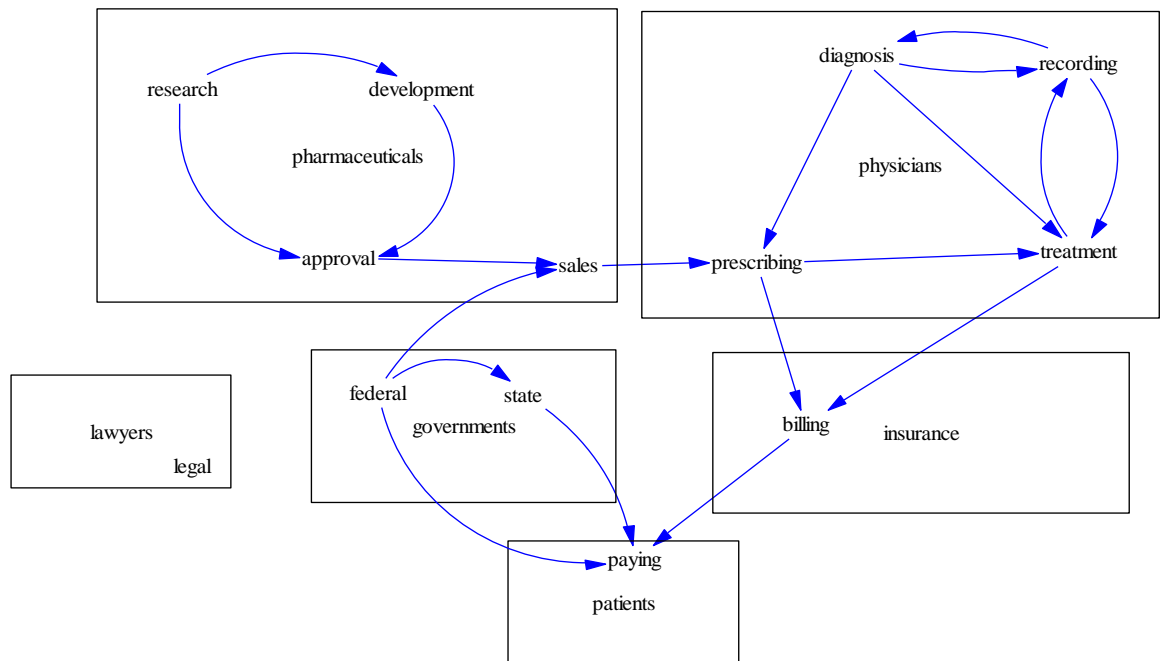 diagnosis
recording
research
development
pharmaceuticals
physicians
approval
sales
prescribing
treatment
federal
state
governments
billing
insurance
lawyers
legal
paying
patients